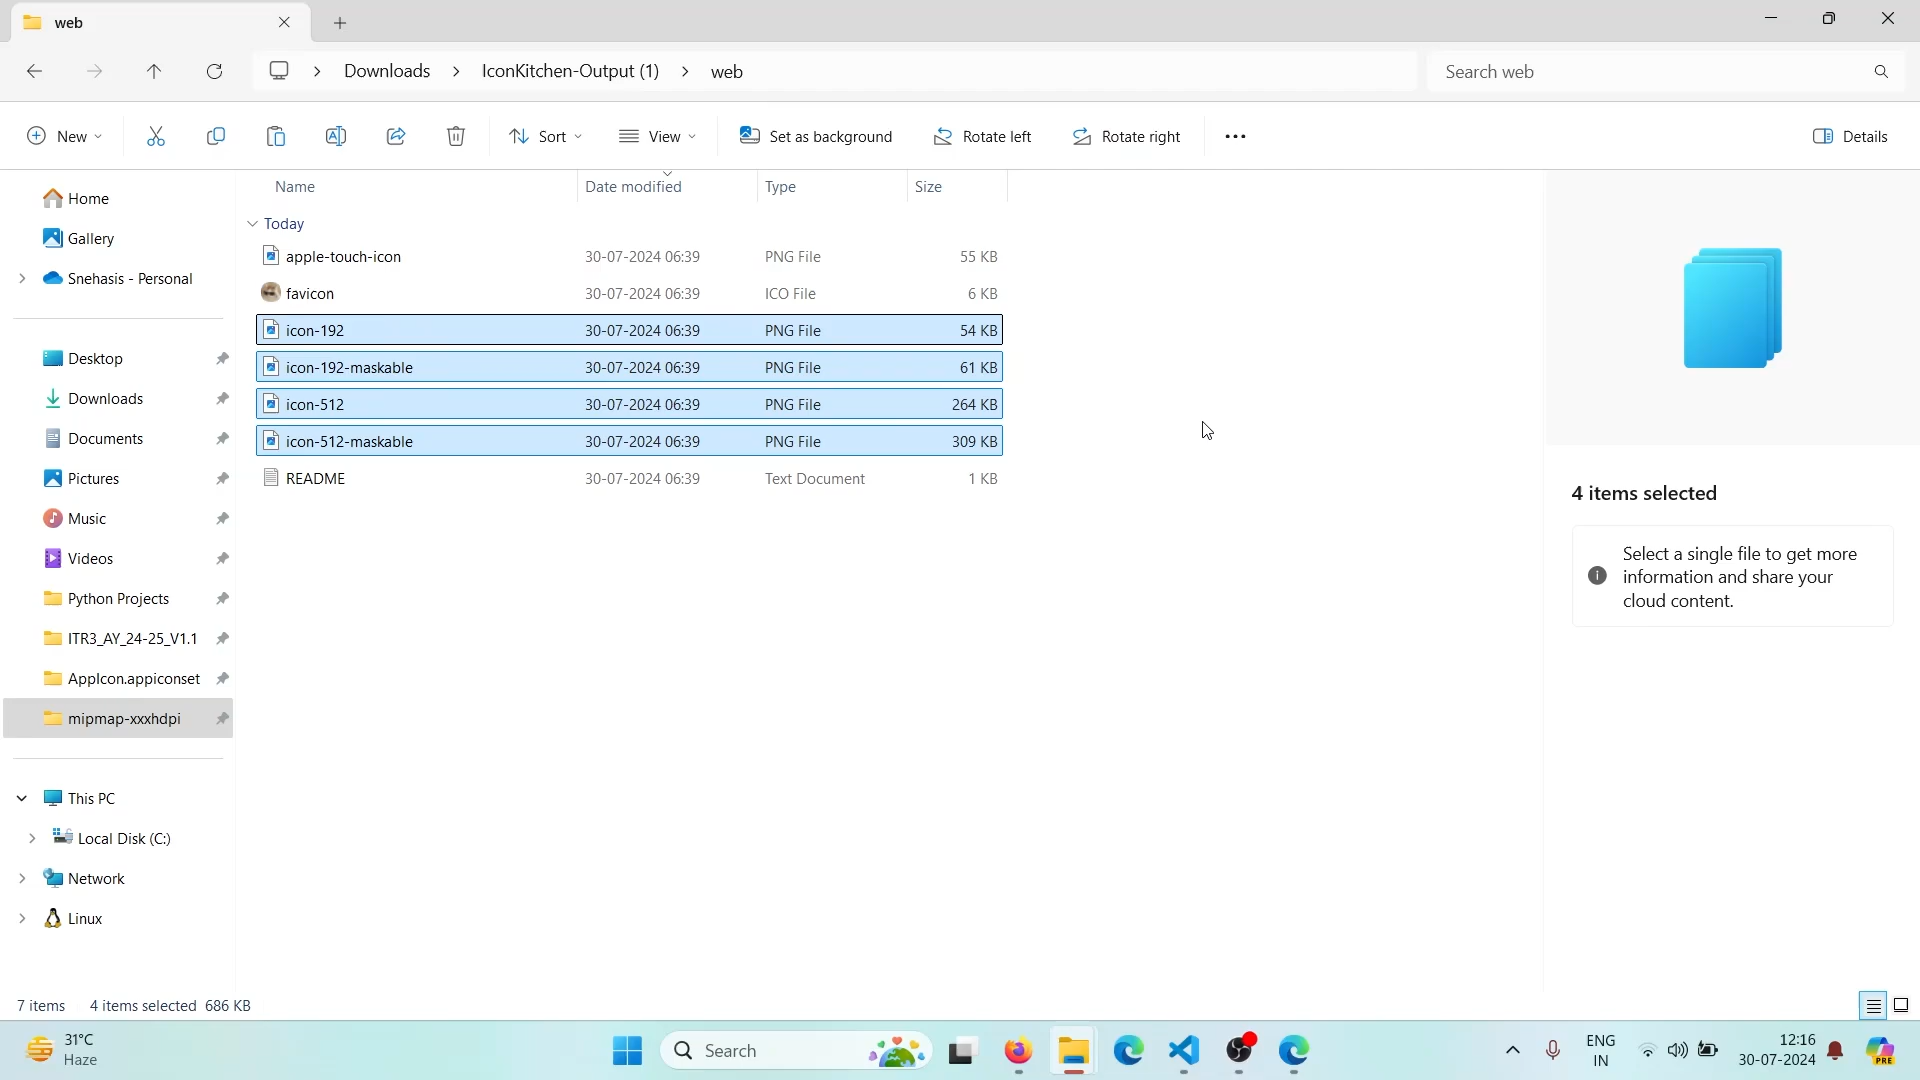 web
Downloads > IconKitchen-Output (1) > web
Search web
New
Sort
View
Set as background
Rotate left
Rotate right
Details
Name Date modified Type Size
Today
apple-touch-icon 30-07-2024 06:39 PNG File 55 KB
favicon 30-07-2024 06:39 ICO File 6 KB
icon-192 30-07-2024 06:39 PNG File 54 KB
icon-192-maskable 30-07-2024 06:39 PNG File 61 KB
icon-512 30-07-2024 06:39 PNG File 264 KB
icon-512-maskable 30-07-2024 06:39 PNG File 309 KB
README 30-07-2024 06:39 Text Document 1 KB
Home
Gallery
Snehasis - Personal
Desktop
Downloads
Documents
Pictures
Music
Videos
Python Projects
ITR3_AY_24-25_V1.1
AppIcon.appiconset
mipmap-xxxhdpi
This PC
Local Disk (C:)
Network
Linux
4 items selected
Select a single file to get more
information and share your
cloud content.
7 items 4 items selected 686 KB
31°C
Haze
Search
ENG
IN
12:16
30-07-2024
PRE